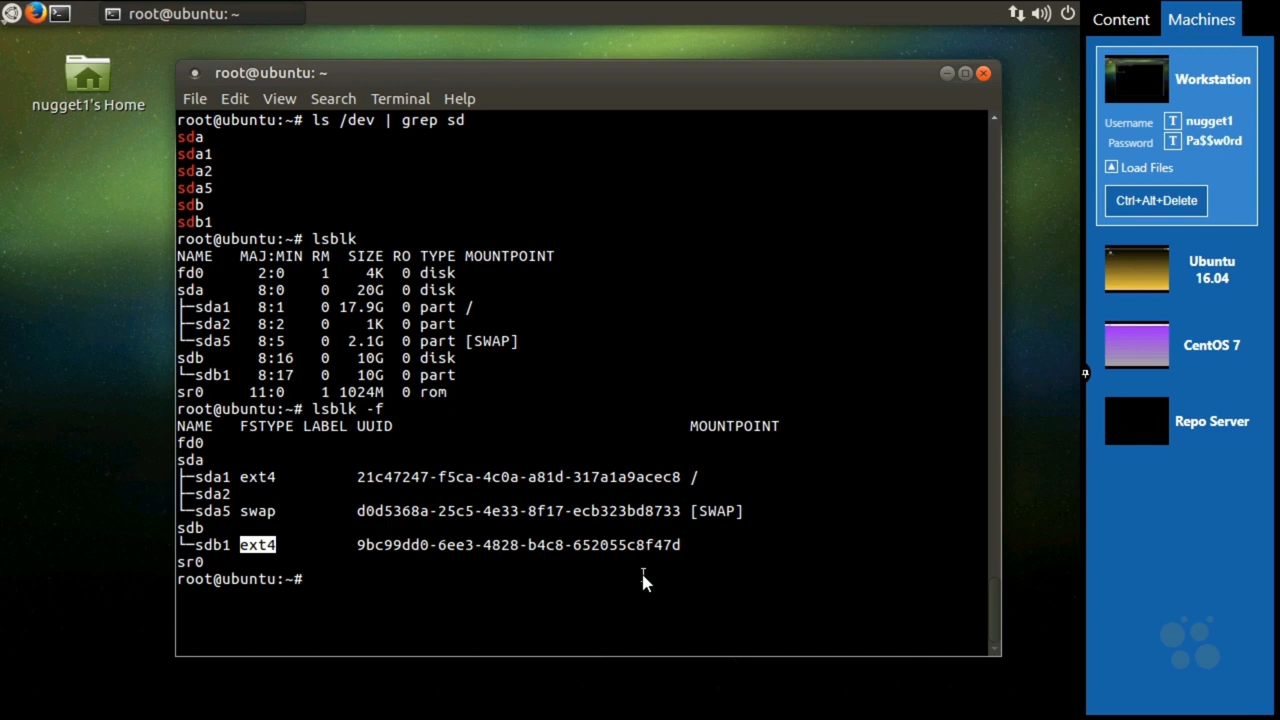 root@ubuntu: ~
Content
Machines
nugget1's Home
root@ubuntu: ~
File Edit View Search Terminal Help
root@ubuntu:~# ls /dev | grep sd
sda
sda1
sda2
sda5
sdb
sdb1
root@ubuntu:~# lsblk
NAME   MAJ:MIN RM  SIZE RO TYPE MOUNTPOINT
fd0      2:0    1    4K  0 disk
sda      8:0    0   20G  0 disk
├─sda1   8:1    0 17.9G  0 part /
├─sda2   8:2    0    1K  0 part
└─sda5   8:5    0  2.1G  0 part [SWAP]
sdb      8:16   0   10G  0 disk
└─sdb1   8:17   0   10G  0 part
sr0     11:0    1 1024M  0 rom
root@ubuntu:~# lsblk -f
NAME   FSTYPE LABEL UUID                                 MOUNTPOINT
fd0
sda
├─sda1 ext4         21c47247-f5ca-4c0a-a81d-317a1a9acec8 /
├─sda2
└─sda5 swap         d0d5368a-25c5-4e33-8f17-ecb323bd8733 [SWAP]
sdb
└─sdb1 ext4         9bc99dd0-6ee3-4828-b4c8-652055c8f47d
sr0
root@ubuntu:~#
Workstation
Username T nugget1
Password T Pa$$w0rd
Load Files
Ctrl+Alt+Delete
Ubuntu
16.04
CentOS 7
Repo Server